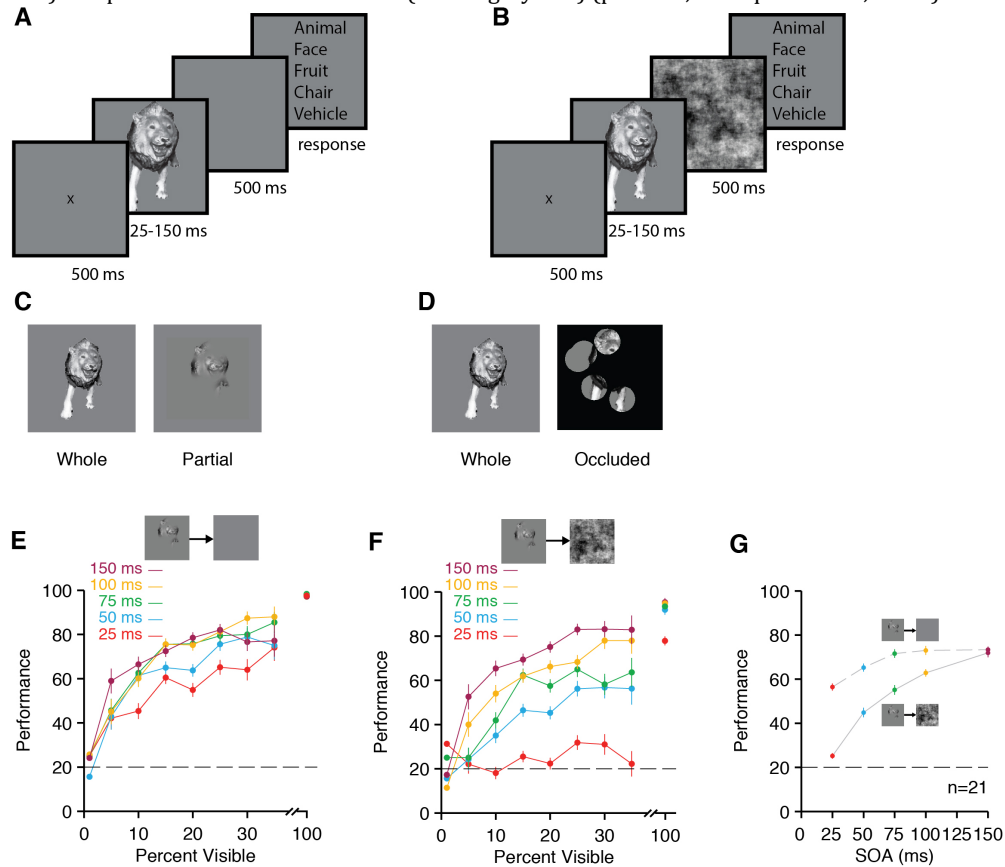 A
Animal
Face
Fruit
Chair
Vehicle
response
500 ms
x
25-150 ms
500 ms
B
Animal
Face
Fruit
Chair
Vehicle
response
500 ms
x
25-150 ms
500 ms
C
Whole
Partial
D
Whole
Occluded
E
150 ms
100 ms
75 ms
50 ms
25 ms
100
80
60
40
20
0
Performance
0 10 20 30 100
Percent Visible
F
150 ms
100 ms
75 ms
50 ms
25 ms
100
80
60
40
20
0
Performance
0 10 20 30 100
Percent Visible
G
100
80
60
40
20
0
Performance
n=21
0 25 50 75 100 125 150
SOA (ms)